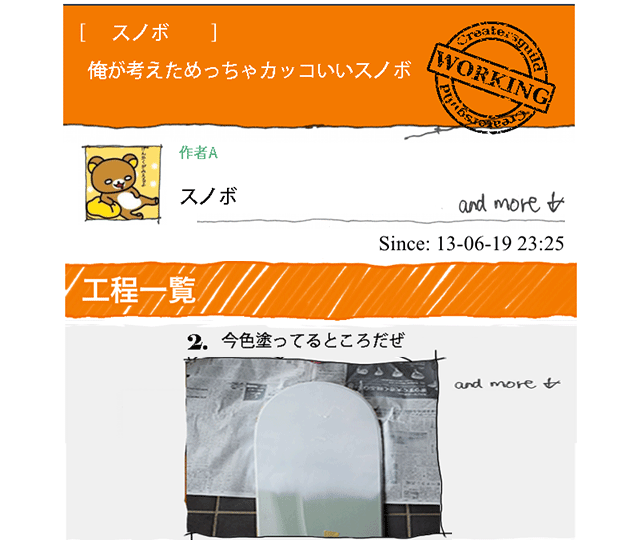 [ スノボ ]
俺が考えためっちゃカッコいいスノボ
Creatersguild
WORKING
Creatersguild
作者A
スノボ
and more ↓
Since: 13-06-19 23:25
工程一覧
2. 今色塗ってるところだぜ
and more ↓